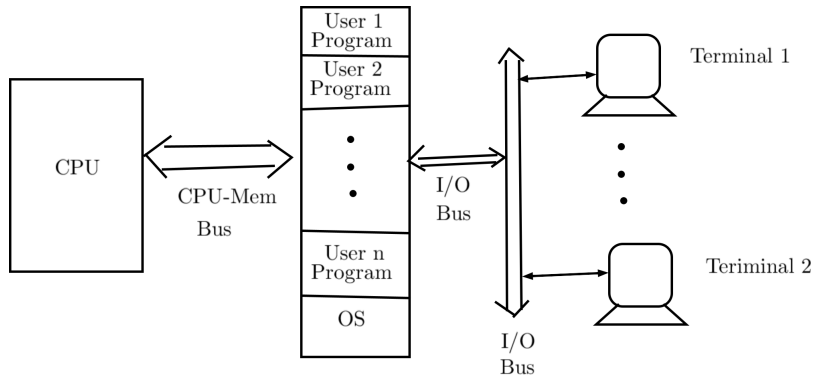 User 1
Program
User 2
Program
CPU
CPU-Mem
Bus
User n
Program
OS
I/O
Bus
I/O
Bus
Terminal 1
Teriminal 2